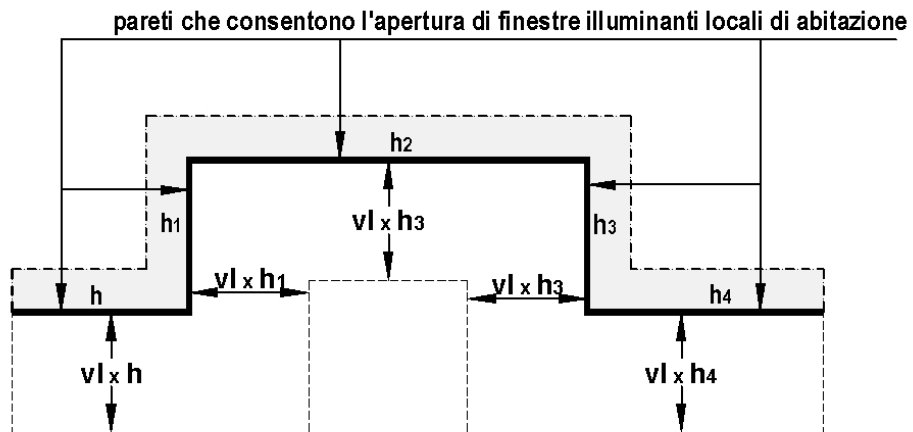 pareti che consentono l'apertura di finestre illuminanti locali di abitazione
h2
h1
vl x h3
h3
vl x h1
vl x h3
h
h4
vl x h
vl x h4